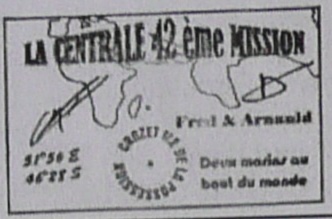 LA CENTRALE 42 ème MISSION
Fred & Arnauld
CROZET ILE DE LA POSSESSION
51°56 E
46°28 S
Deux marins au
bout du monde